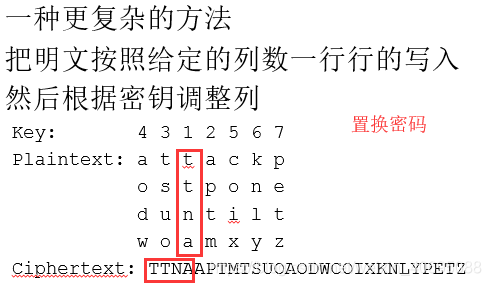 一种更复杂的方法
把明文按照给定的列数一行行的写入
然后根据密钥调整列
置换密码
Key: 4 3 1 2 5 6 7
Plaintext: a t t a c k p
o s t p o n e
d u n t i l t
w o a m x y z
Ciphertext: TTNAAPTMTSUOAODWCOIXKNLYPETZ